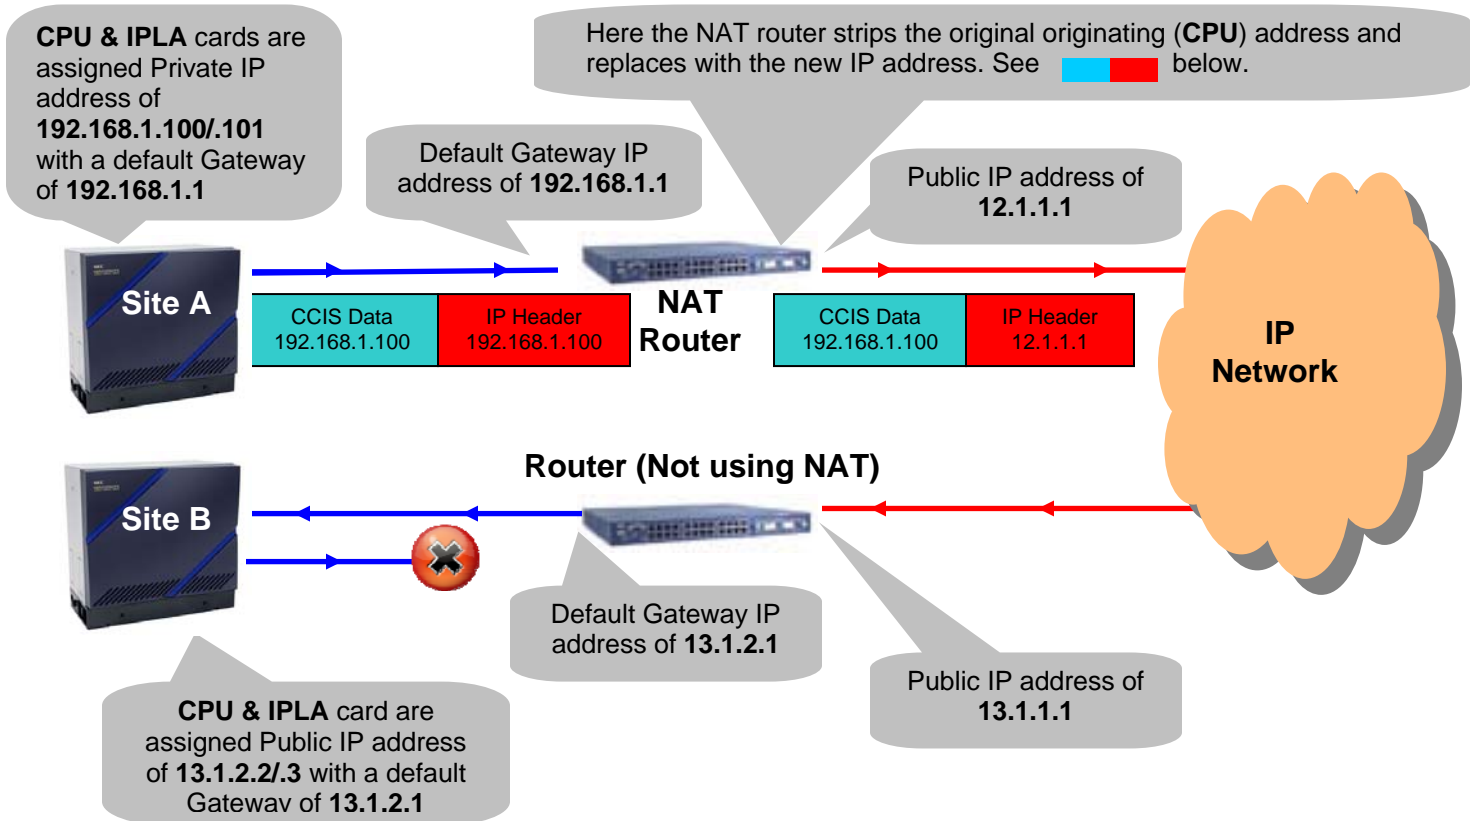 CPU & IPLA cards are
assigned Private IP
address of
192.168.1.100/.101
with a default Gateway
of 192.168.1.1
Here the NAT router strips the original originating (CPU) address and
replaces with the new IP address. See below.
Default Gateway IP
address of 192.168.1.1
Public IP address of
12.1.1.1
Site A
CCIS Data
192.168.1.100
IP Header
192.168.1.100
NAT
Router
CCIS Data
192.168.1.100
IP Header
12.1.1.1
IP
Network
Router (Not using NAT)
Site B
Default Gateway IP
address of 13.1.2.1
Public IP address of
13.1.1.1
CPU & IPLA card are
assigned Public IP address
of 13.1.2.2/.3 with a default
Gateway of 13.1.2.1